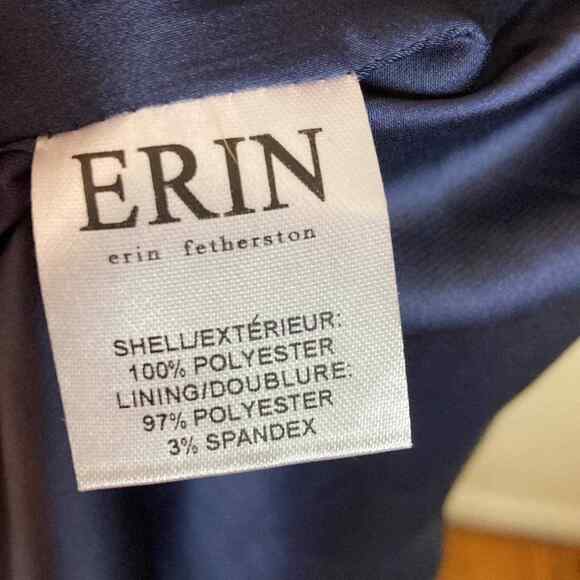 ERIN
erin fetherston
SHELL/EXTÉRIEUR:
100% POLYESTER
LINING/DOUBLURE:
97% POLYESTER
3% SPANDEX